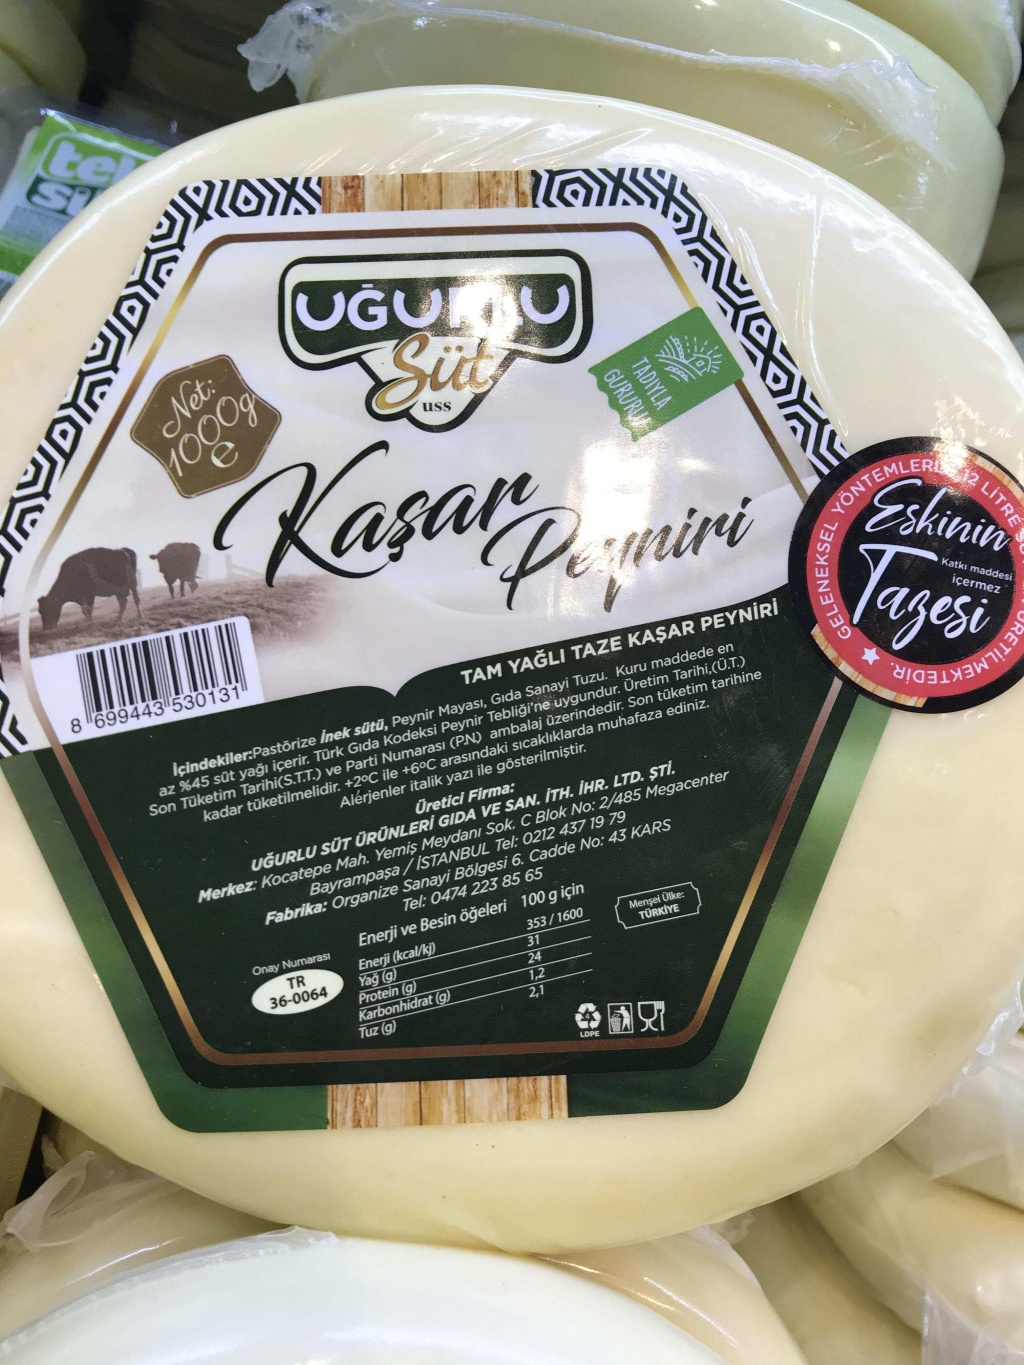 UĞURLU
Süt
uss
Net:
1000g
e
TADIYLA
Kaşar
Peyniri
GELENEKSEL YÖNTEMLERLE 12 LİTRE
ÜRETİLMEKTEDİR.
Eskinin
Katkı maddesi
içermez
Tazesi
TAM YAĞLI TAZE KAŞAR PEYNİRİ
8 699443 530131
İçindekiler:Pastörize İnek sütü, Peynir Mayası, Gıda Sanayi Tuzu. Kuru maddede en
az %45 süt yağı içerir. Türk Gıda Kodeksi Peynir Tebliği'ne uygundur. Üretim Tarihi,(Ü.T.)
Son Tüketim Tarihi(S.T.T.) ve Parti Numarası (PN) ambalaj üzerindedir. Son tüketim tarihine
kadar tüketilmelidir. +2ºC ile +6ºC arasındaki sıcaklıklarda muhafaza ediniz.
Alerjenler italik yazı ile gösterilmiştir.
Üretici Firma:
UĞURLU SÜT ÜRÜNLERİ GIDA VE SAN. İTH. İHR. LTD. ŞTİ.
Merkez: Kocatepe Mah. Yemiş Meydanı Sok. C Blok No: 2/485 Megacenter
Bayrampaşa / İSTANBUL Tel: 0212 437 19 79
Fabrika: Organize Sanayi Bölgesi 6. Cadde No: 43 KARS
Tel: 0474 223 85 65
Enerji ve Besin öğeleri 100 g için
Enerji (kcal/kj) 353 / 1600
Yağ (g) 31
Protein (g) 24
Karbonhidrat (g) 1,2
Tuz (g) 2,1
Onay Numarası
TR
36-0064
Menşei Ülke:
TÜRKİYE
LDPE